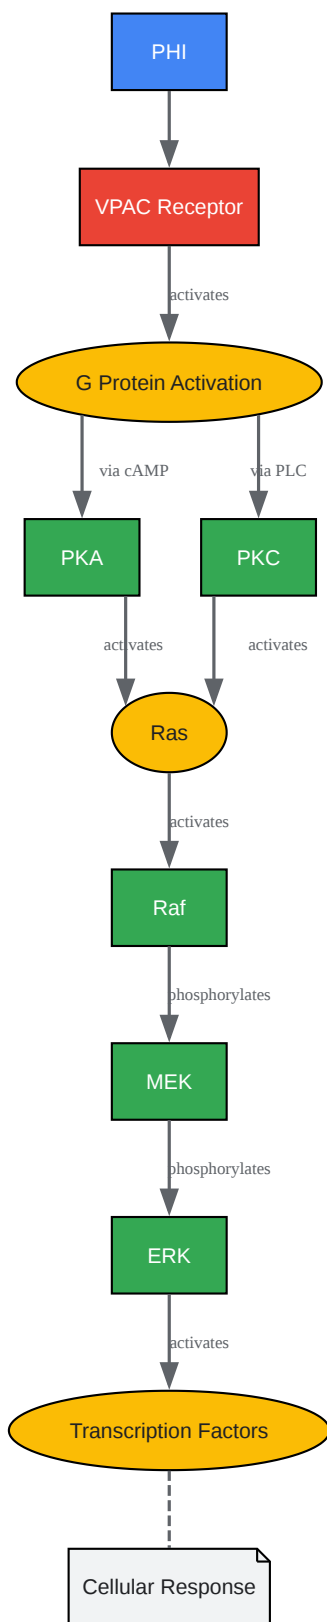 PHI
VPAC Receptor
activates
G Protein Activation
via cAMP
via PLC
PKA
PKC
activates
activates
Ras
activates
Raf
phosphorylates
MEK
phosphorylates
ERK
activates
Transcription Factors
Cellular Response